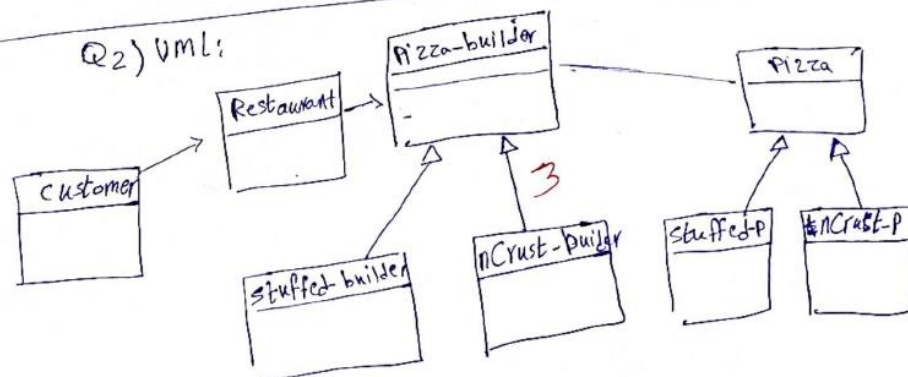 Q2) UML:
Pizza-builder
Pizza
Restaurant
-
customer
3
stuffed-builder
nCrust-builder
stuffed-P
nCrust-P